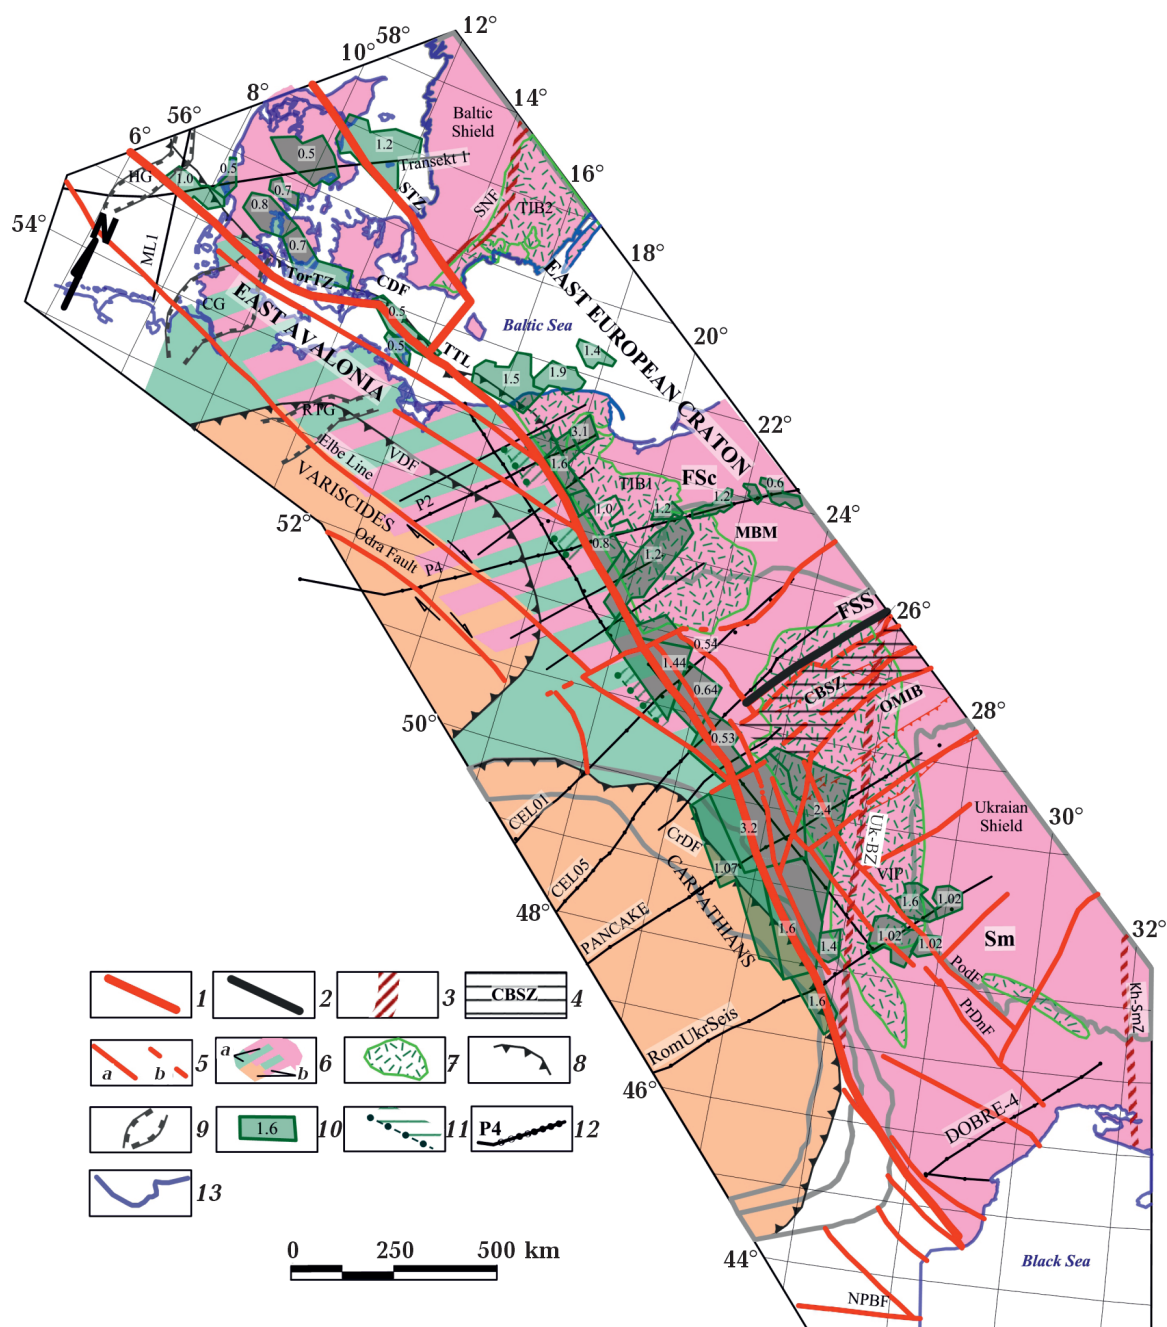 12°
58°
10°
8°
56°
6°
54°
14°
16°
18°
20°
22°
24°
26°
28°
30°
32°
52°
50°
48°
46°
44°
Baltic
Shield
HG
1.0
0.5
0.5
1.2
Transekt 1
0.7
0.8
0.7
STZ
SNF
TIB2
N
ML1
CG
TorTZ
CDF
0.5
0.5
TTL
EAST AVALONIA
EAST EUROPEAN CRATON
Baltic Sea
1.4
1.9
1.5
RTG
Elbe Line
VDF
VARISCIDES
Odra Fault
P2
P4
3.1
1.6
TIB1
FSc
1.0
1.2
1.2
0.6
0.8
1.2
MBM
FSS
0.54
1.44
0.64
0.53
CBSZ
OMIB
2.4
3.2
1.07
Uk-BZ
VIP
Ukraian
Shield
CEL01
CEL05
CrDF
CARPATHIANS
PANCAKE
RomUkrSeis
1.6
1.4
1.6
1.6
1.02
1.02
1.02
Sm
PodF
PrDnF
Kh-SmZ
DOBRE-4
Black Sea
NPBF
1
2
3
CBSZ
4
a
b
5
a
b
6
7
8
9
1.6
10
11
P4
12
13
0
250
500 km